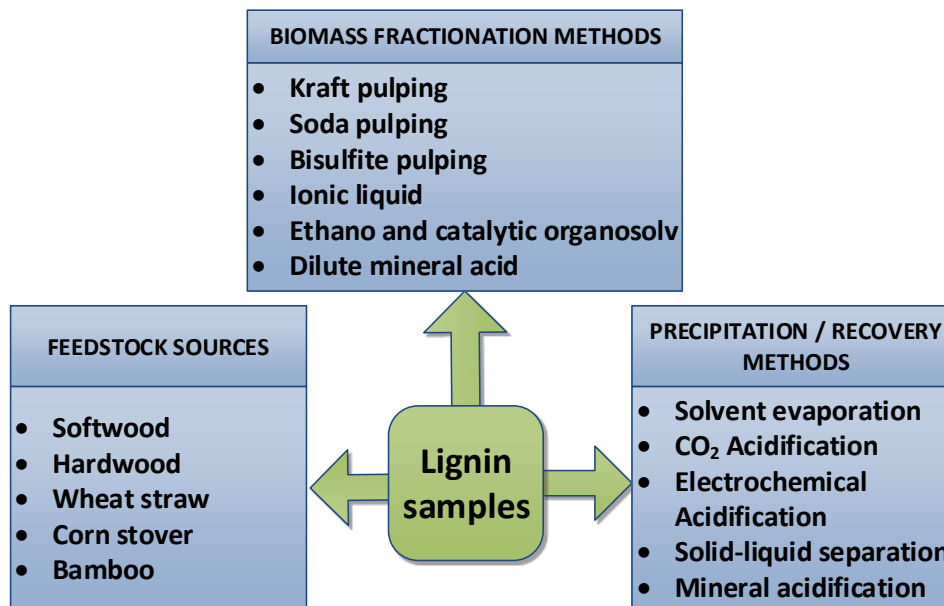 BIOMASS FRACTIONATION METHODS
• Kraft pulping
• Soda pulping
• Bisulfite pulping
• Ionic liquid
• Ethano and catalytic organosolv
• Dilute mineral acid
FEEDSTOCK SOURCES
• Softwood
• Hardwood
• Wheat straw
• Corn stover
• Bamboo
Lignin
samples
PRECIPITATION / RECOVERY
METHODS
• Solvent evaporation
• CO₂ Acidification
• Electrochemical
Acidification
• Solid-liquid separation
• Mineral acidification